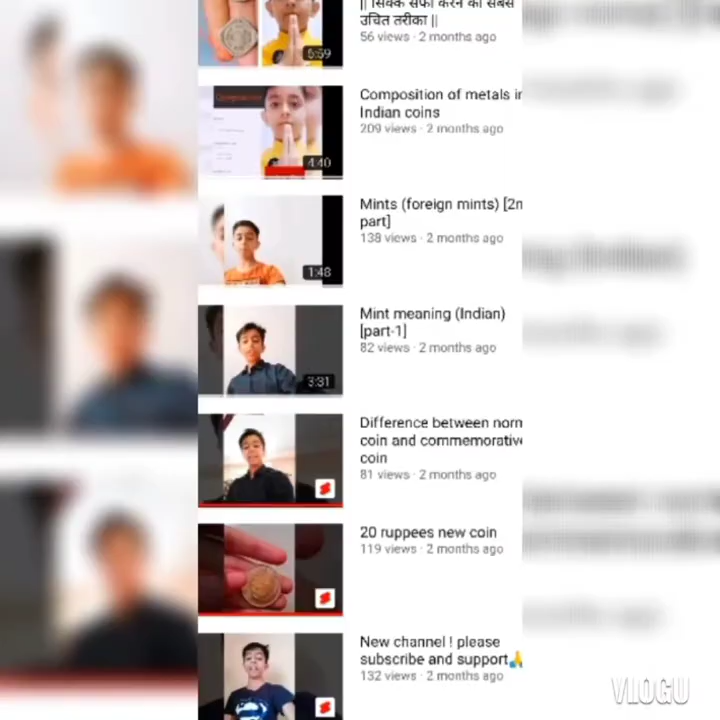 || सिक्के साफ करने का सबसे
उचित तरीका ||
56 views · 2 months ago
6:59
Composition of metals in
Indian coins
209 views · 2 months ago
4:40
Mints (foreign mints) [2n
part]
138 views · 2 months ago
1:48
Mint meaning (Indian)
[part-1]
82 views · 2 months ago
3:31
Difference between norm
coin and commemorative
coin
81 views · 2 months ago
20 ruppees new coin
119 views · 2 months ago
New channel ! please
subscribe and support🙏
132 views · 2 months ago
VLOGU